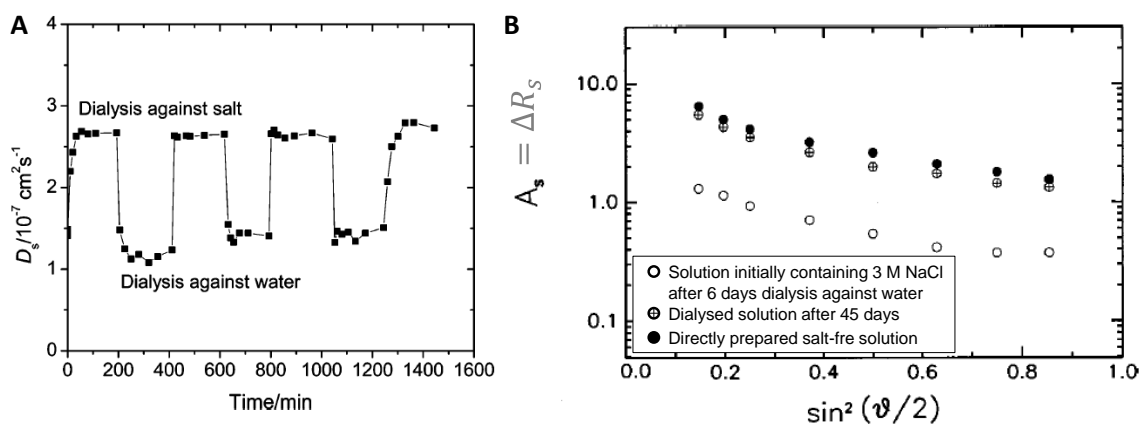 A
4
3
2
1
0
D_s/10⁻⁷ cm²s⁻¹
Dialysis against salt
Dialysis against water
0 200 400 600 800 1000 1200 1400 1600
Time/min
B
10.0
1.0
0.1
A_s = ΔR_S
Solution initially containing 3 M NaCl
after 6 days dialysis against water
Dialysed solution after 45 days
Directly prepared salt-fre solution
0.0 0.2 0.4 0.6 0.8 1.0
sin² (ϑ/2)